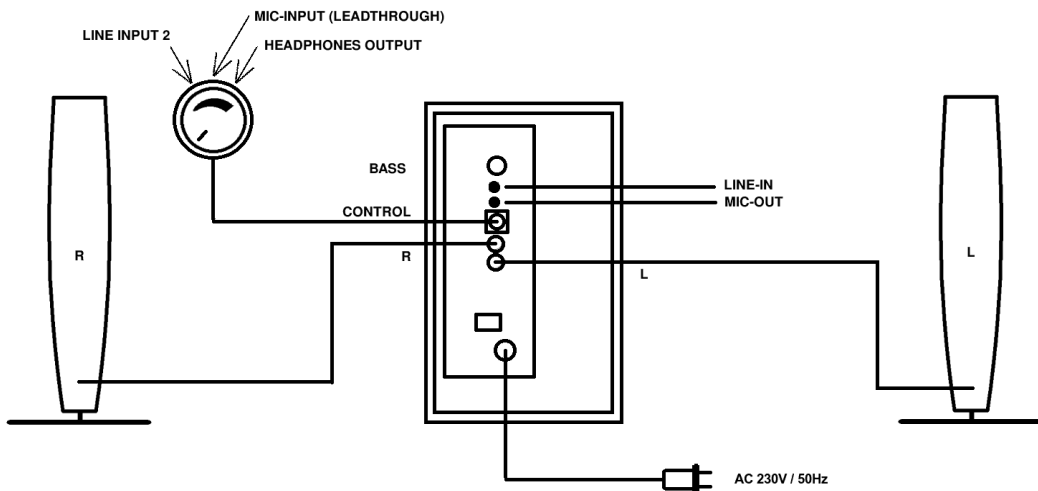 MIC-INPUT (LEADTHROUGH)
LINE INPUT 2
HEADPHONES OUTPUT
BASS
LINE-IN
MIC-OUT
CONTROL
R
R
L
L
AC 230V / 50Hz